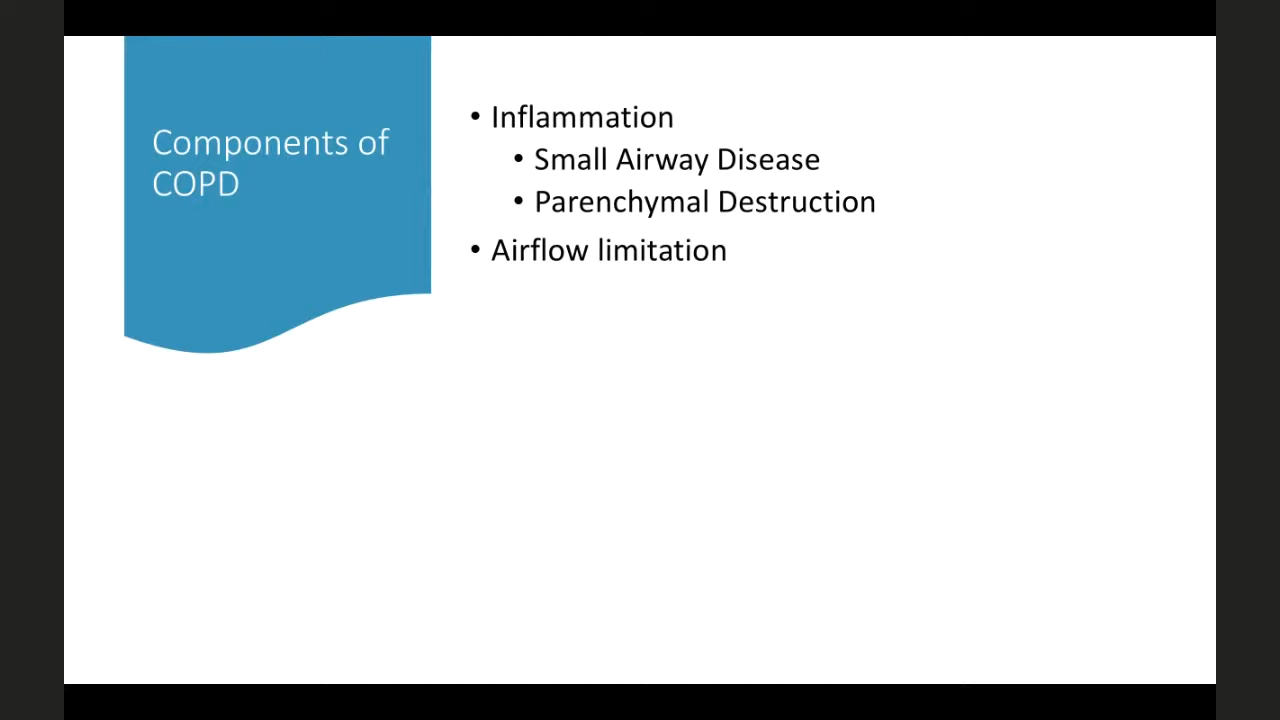 Components of
COPD
• Inflammation
• Small Airway Disease
• Parenchymal Destruction
• Airflow limitation